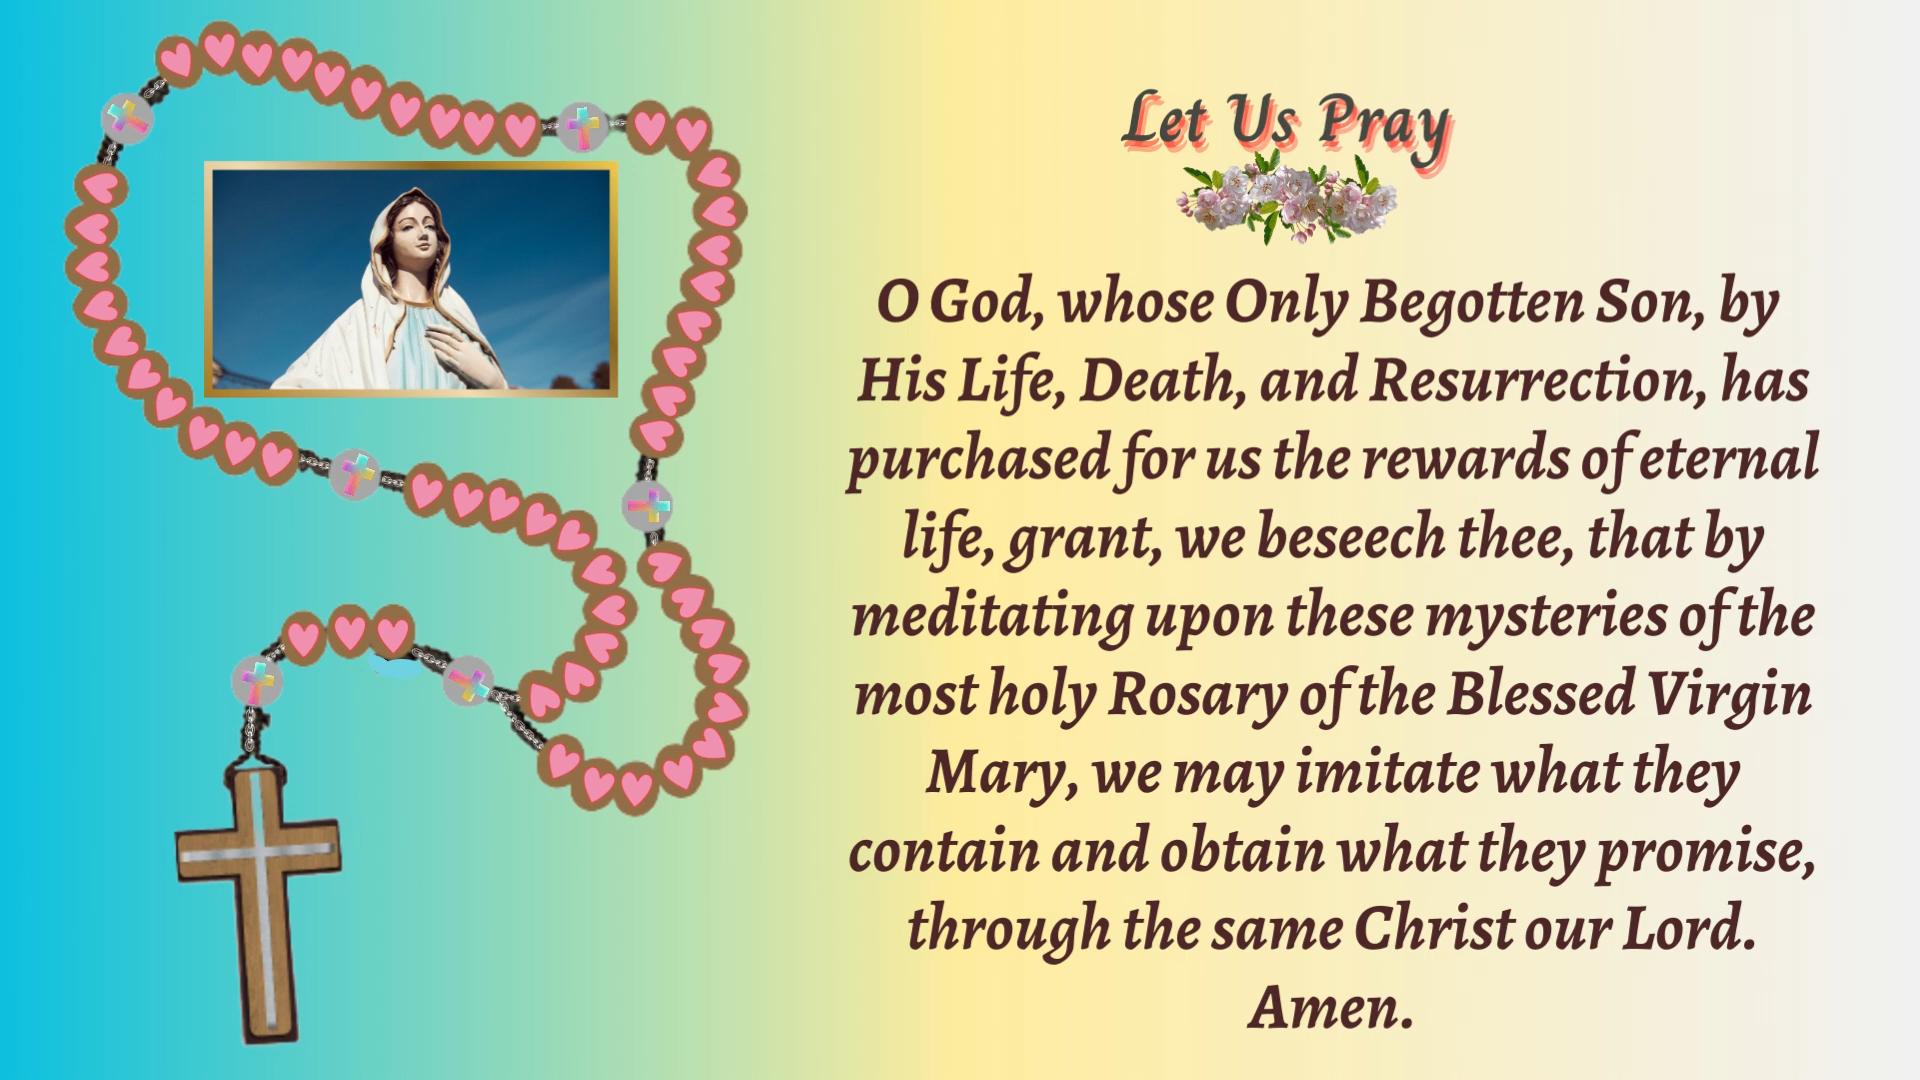 Let Us Pray
O God, whose Only Begotten Son, by
His Life, Death, and Resurrection, has
purchased for us the rewards of eternal
life, grant, we beseech thee, that by
meditating upon these mysteries of the
most holy Rosary of the Blessed Virgin
Mary, we may imitate what they
contain and obtain what they promise,
through the same Christ our Lord.
Amen.